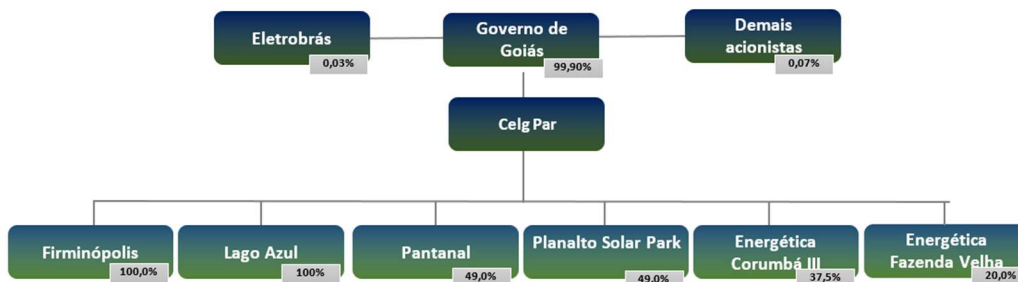 Eletrobrás
0,03%
Governo de
Goiás
99,90%
Demais
acionistas
0,07%
Celg Par
Firminópolis
100,0%
Lago Azul
100%
Pantanal
49,0%
Planalto Solar Park
49.0%
Energética
Corumbá III
37,5%
Energética
Fazenda Velha
20,0%